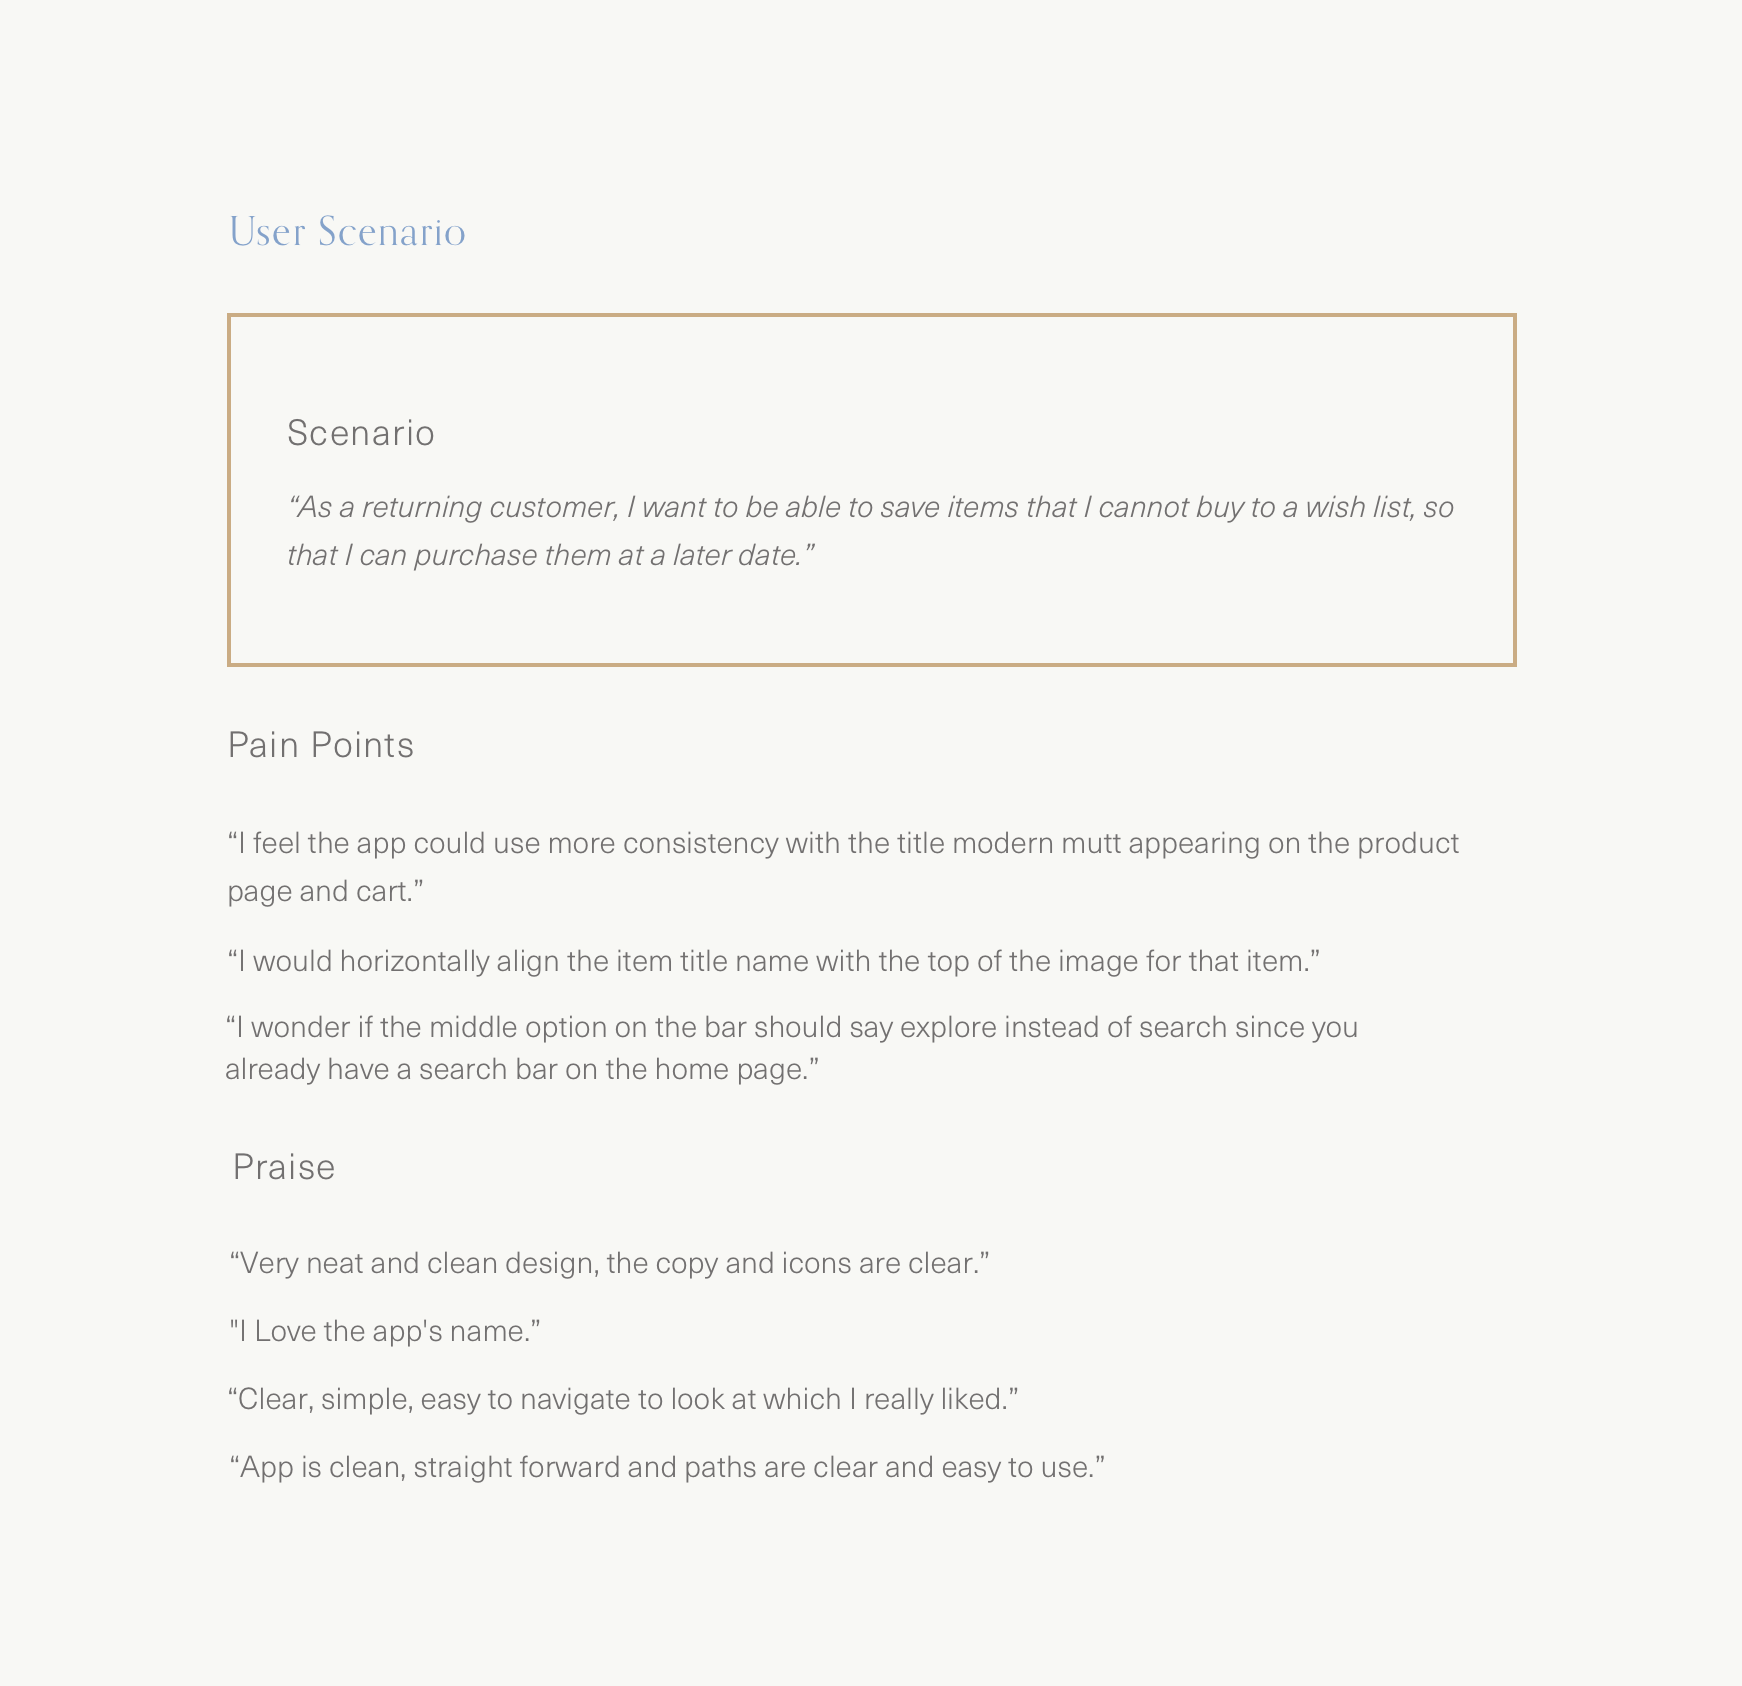 User Scenario
Scenario
“As a returning customer, I want to be able to save items that I cannot buy to a wish list, so
that I can purchase them at a later date.”
Pain Points
“I feel the app could use more consistency with the title modern mutt appearing on the product
page and cart.”
“I would horizontally align the item title name with the top of the image for that item.”
“I wonder if the middle option on the bar should say explore instead of search since you
already have a search bar on the home page.”
Praise
“Very neat and clean design, the copy and icons are clear.”
"I Love the app's name.”
“Clear, simple, easy to navigate to look at which I really liked.”
“App is clean, straight forward and paths are clear and easy to use.”